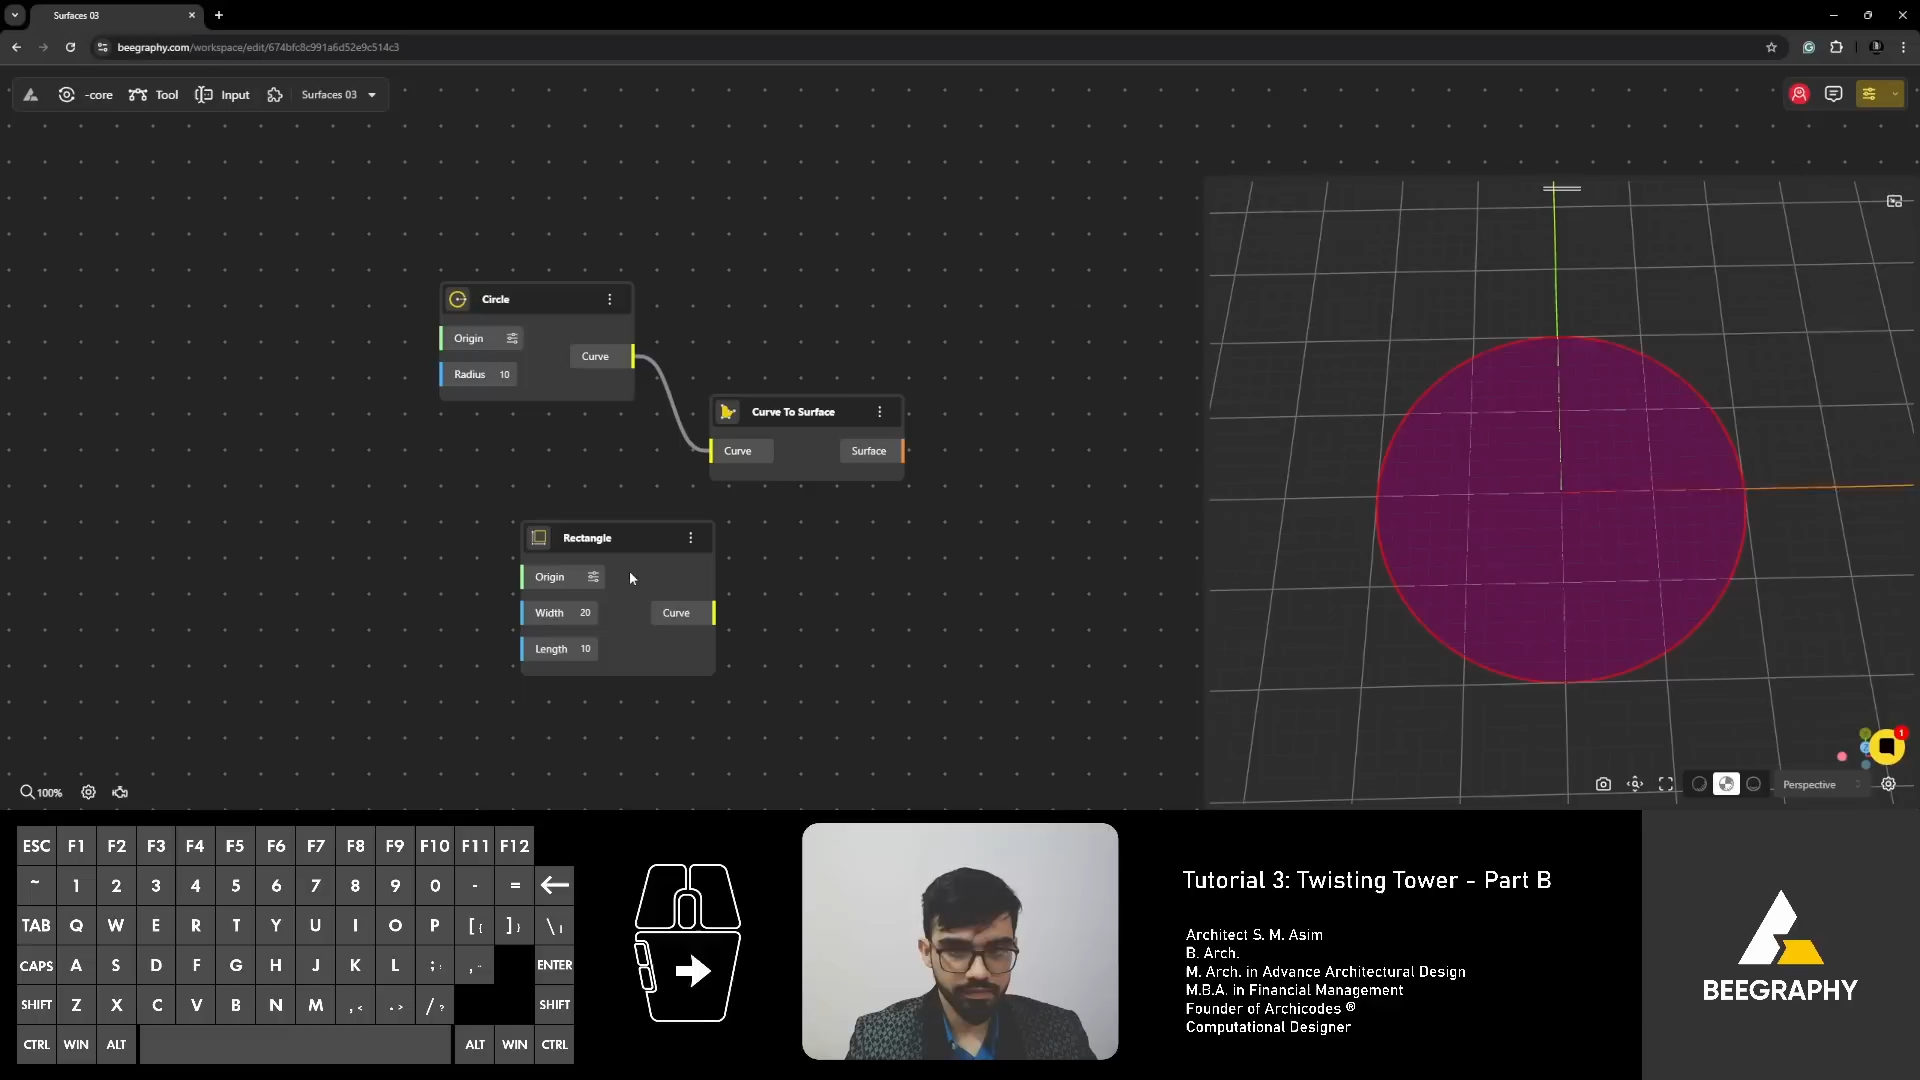 Surfaces 03
beegraphy.com/workspace/edit/674bfc8c991a6d52e9c514c3
-core
Tool
Input
Surfaces 03
Circle
Origin
Curve
Radius 10
Curve To Surface
Curve
Surface
Rectangle
Origin
Width 20
Curve
Length 10
1
100%
Perspective
ESC F1 F2 F3 F4 F5 F6 F7 F8 F9 F10 F11 F12
~ 1 2 3 4 5 6 7 8 9 0 - =
TAB Q W E R T Y U I O P [ { ] } \ |
CAPS A S D F G H J K L ; : , " ENTER
SHIFT Z X C V B N M , < . > / ? SHIFT
CTRL WIN ALT ALT WIN CTRL
Tutorial 3: Twisting Tower - Part B
Architect S. M. Asim
B. Arch.
M. Arch. in Advance Architectural Design
M.B.A. in Financial Management
Founder of Archicodes ®
Computational Designer
BEEGRAPHY